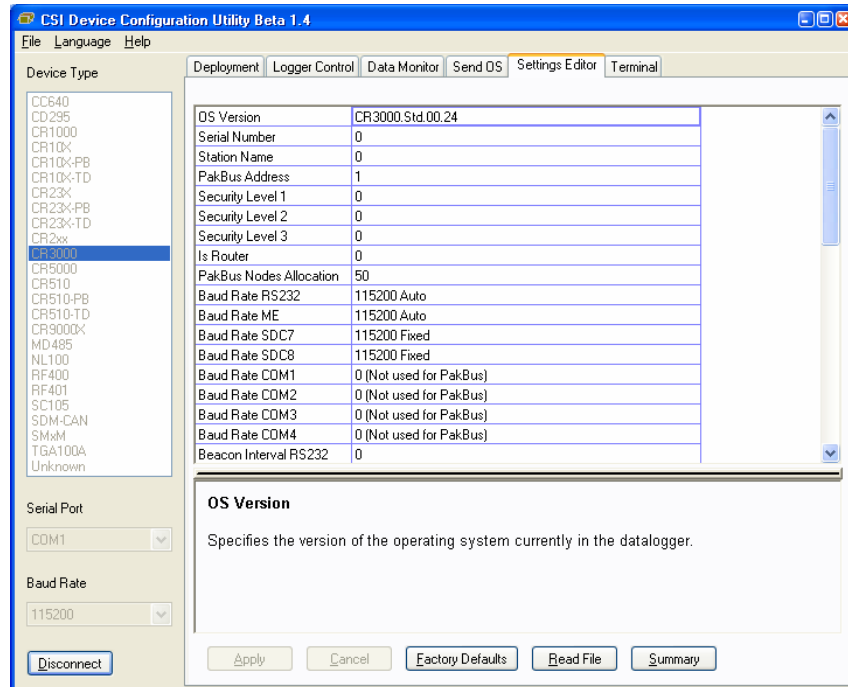 CSI Device Configuration Utility Beta 1.4
File Language Help
Device Type
CC640
CD295
CR1000
CR10X
CR10X-PB
CR10X-TD
CR23X
CR23X-PB
CR23X-TD
CR2xx
CR3000
CR5000
CR510
CR510-PB
CR510-TD
CR9000X
MD485
NL100
RF400
RF401
SC105
SDM-CAN
SMxM
TGA100A
Unknown
Serial Port
COM1
Baud Rate
115200
Disconnect
Deployment Logger Control Data Monitor Send OS Settings Editor Terminal
OS Version CR3000.Std.00.24
Serial Number 0
Station Name 0
PakBus Address 1
Security Level 1 0
Security Level 2 0
Security Level 3 0
Is Router 0
PakBus Nodes Allocation 50
Baud Rate RS232 115200 Auto
Baud Rate ME 115200 Auto
Baud Rate SDC7 115200 Fixed
Baud Rate SDC8 115200 Fixed
Baud Rate COM1 0 (Not used for PakBus)
Baud Rate COM2 0 (Not used for PakBus)
Baud Rate COM3 0 (Not used for PakBus)
Baud Rate COM4 0 (Not used for PakBus)
Beacon Interval RS232 0
OS Version
Specifies the version of the operating system currently in the datalogger.
Apply Cancel Factory Defaults Read File Summary